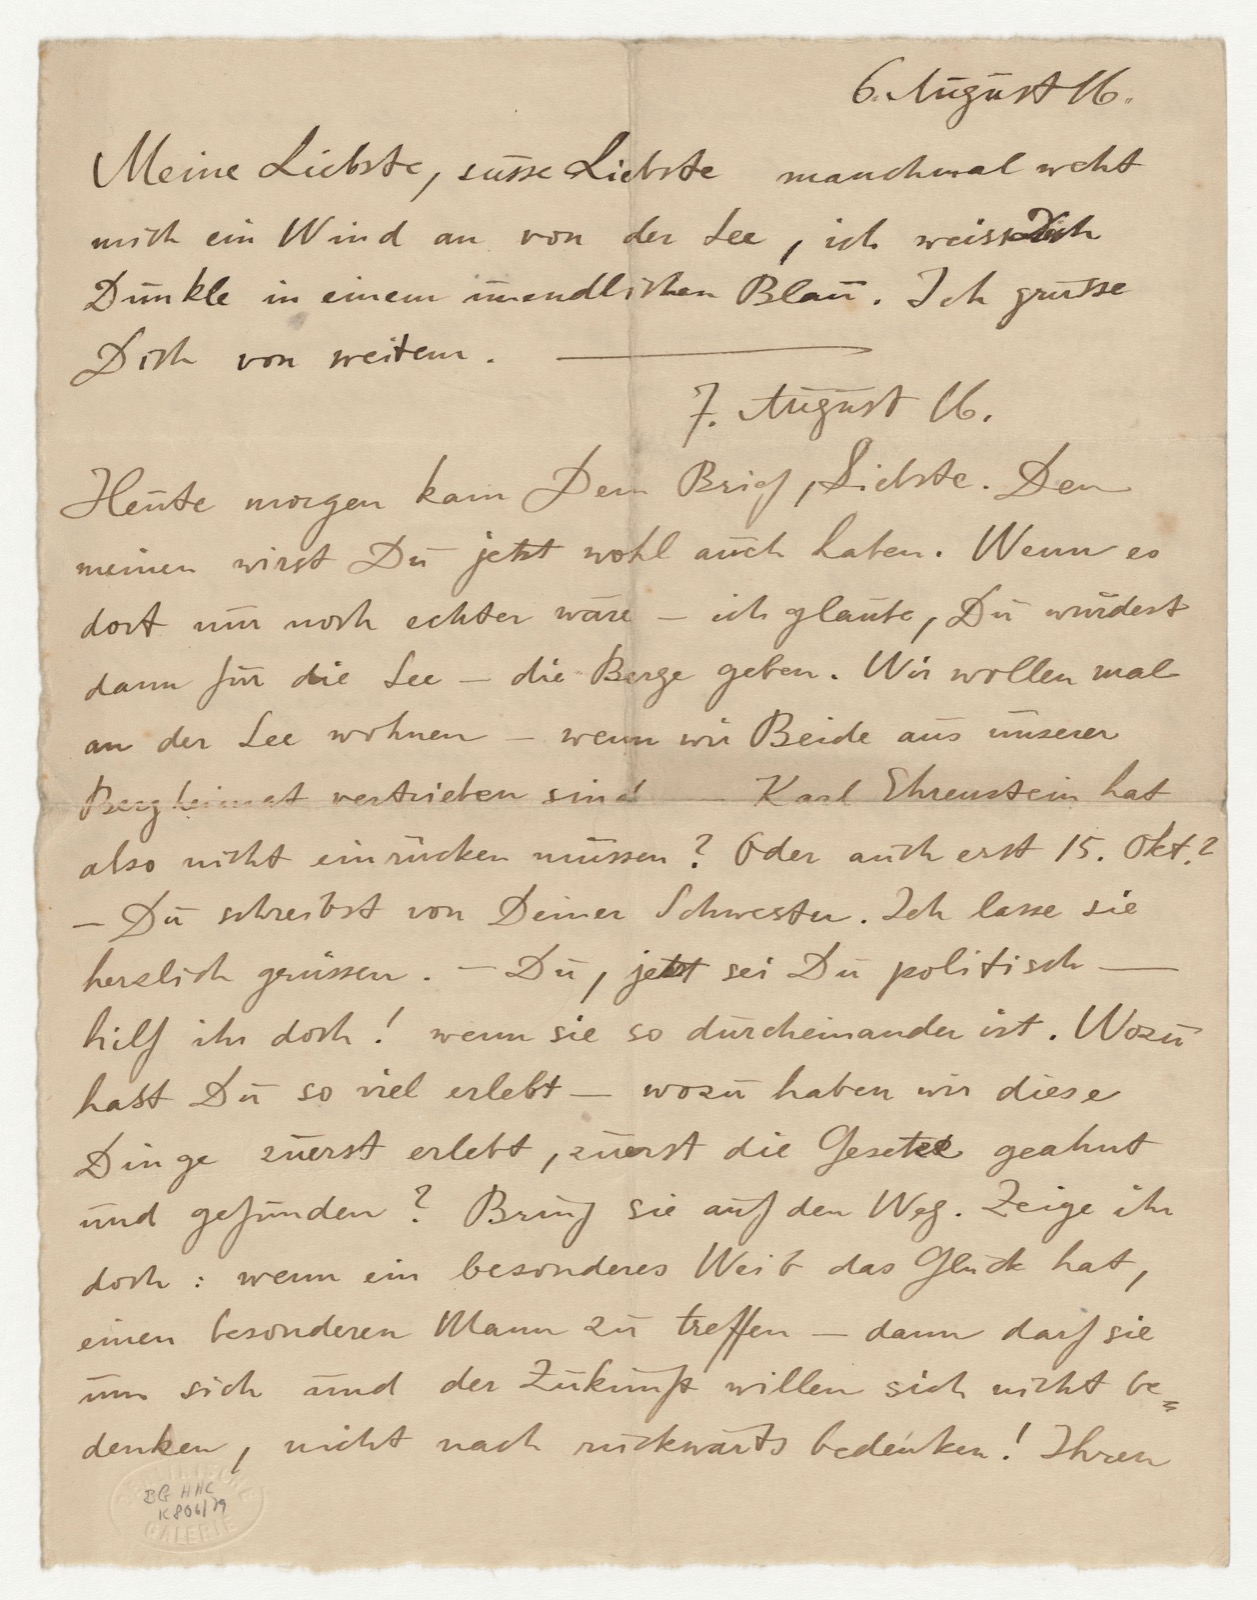 6. August 16.
Meine Liebste, süsse Liebste manchmal weht
mich ein Wind an von der See, ich weiss Dich
Dunkle in einem unendlichen Blau. Ich grüsse
Dich von weitem. —
7. August 16.
Heute morgen kam Dein Brief, Liebste. Den
meinen wirst Du jetzt wohl auch haben. Wenn es
dort nur noch echter wäre – ich glaube, Du würdest
dann für die See – die Berge geben. Wir wollen mal
an der See wohnen – wenn wir Beide aus unserer
Bergheimat vertrieben sind — Karl Ehrenstein hat
also nicht einrücken müssen? Oder auch erst 15. Okt.?
– Du schreibst von Deiner Schwester. Ich lasse sie
herzlich grüssen. – Du, jetzt sei Du politisch —
hilf ihr doch! wenn sie so durcheinander ist. Wozu
hast Du so viel erlebt – wozu haben wir diese
Dinge zuerst erlebt, zuerst die Gesetze geahnt
und gefunden? Bring sie auf den Weg. Zeige ihr
doch: wenn ein besonderes Weib das Glück hat,
einen besonderen Mann zu treffen – dann darf sie
um sich und der Zukunft willen sich nicht be=
denken, nicht nach rückwärts bedenken! Ihren
BG HHC
K 806/79
GALERIE